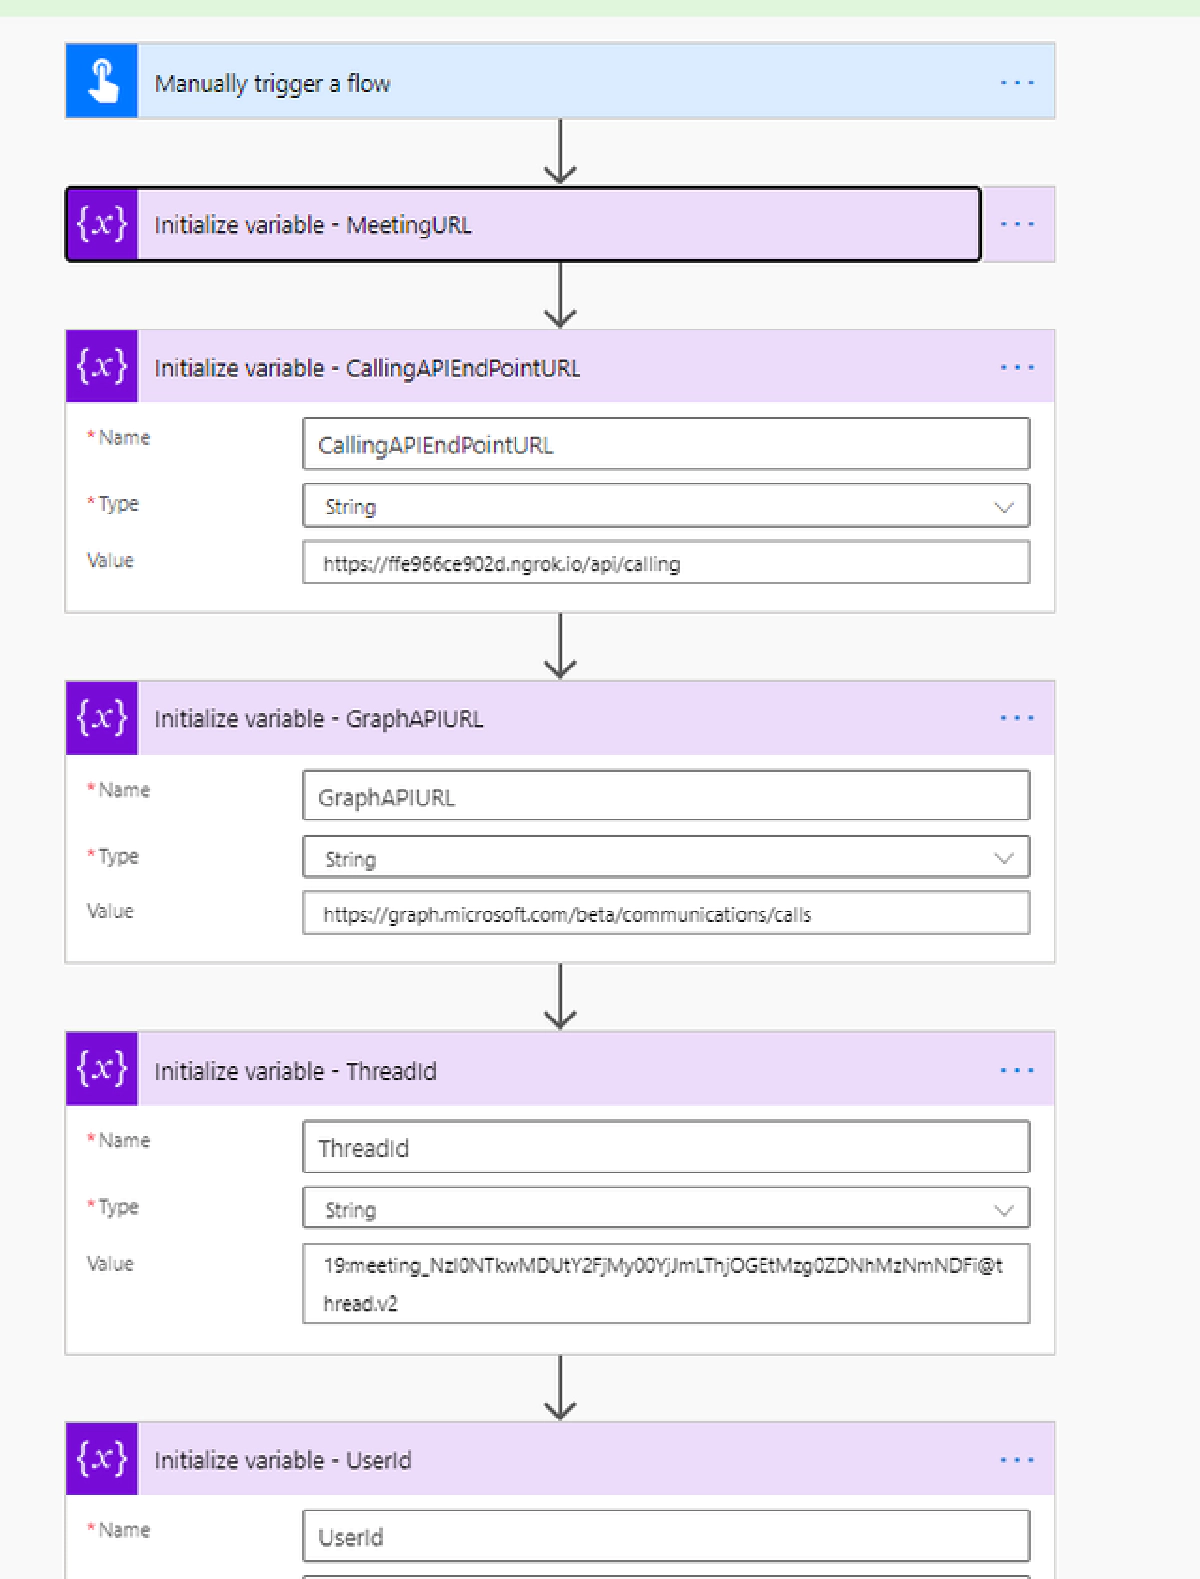 Manually trigger a flow
{x} Initialize variable - MeetingURL
{x} Initialize variable - CallingAPIEndPointURL
* Name CallingAPIEndPointURL
* Type String
Value https://ffe966ce902d.ngrok.io/api/calling
{x} Initialize variable - GraphAPIURL
* Name GraphAPIURL
* Type String
Value https://graph.microsoft.com/beta/communications/calls
{x} Initialize variable - ThreadId
* Name ThreadId
* Type String
Value 19:meeting_NzI0NTkwMDUtY2FjMy00YjJmLThjOGEtMzg0ZDNhMzNmNDFi@t
hread.v2
{x} Initialize variable - UserId
* Name UserId